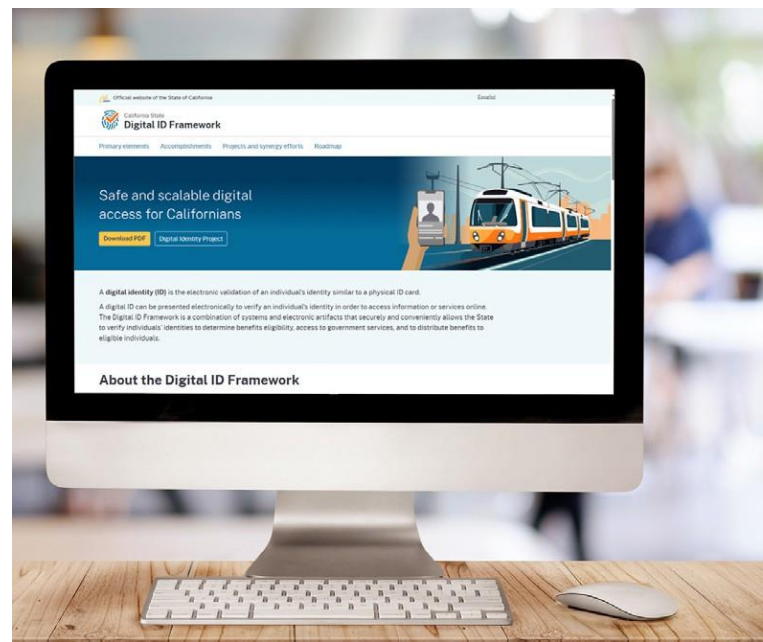 Official website of the State of California
Español
California State
Digital ID Framework
Primary elements Accomplishments Projects and synergy efforts Roadmap
Safe and scalable digital
access for Californians
Download PDF Digital Identity Project
A digital identity (ID) is the electronic validation of an individual's identity similar to a physical ID card.
A digital ID can be presented electronically to verify an individual's identity in order to access information or services online.
The Digital ID Framework is a combination of systems and electronic artifacts that securely and conveniently allows the State
to verify individuals' identities to determine benefits eligibility, access to government services, and to distribute benefits to
eligible individuals.
About the Digital ID Framework